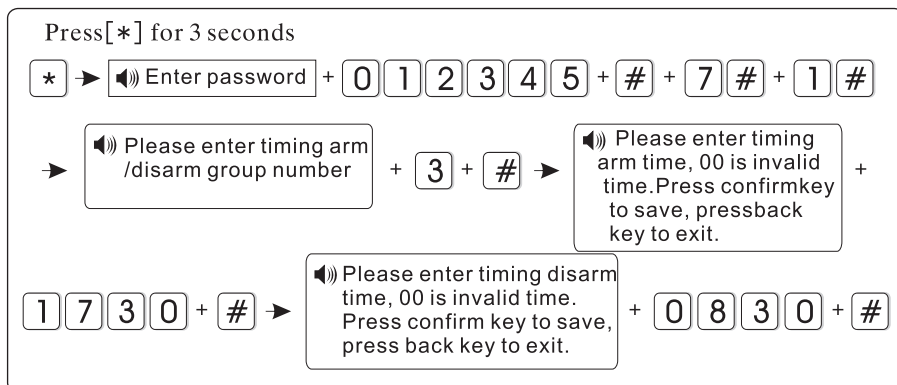 Press[*] for 3 seconds
* Enter password + 0 1 2 3 4 5 + # + 7 # + 1 #
Please enter timing arm
/disarm group number
+ 3 + #
Please enter timing
arm time, 00 is invalid
time.Press confirmkey
to save, pressback
key to exit.
+
1 7 3 0 + #
Please enter timing disarm
time, 00 is invalid time.
Press confirm key to save,
press back key to exit.
+ 0 8 3 0 + #